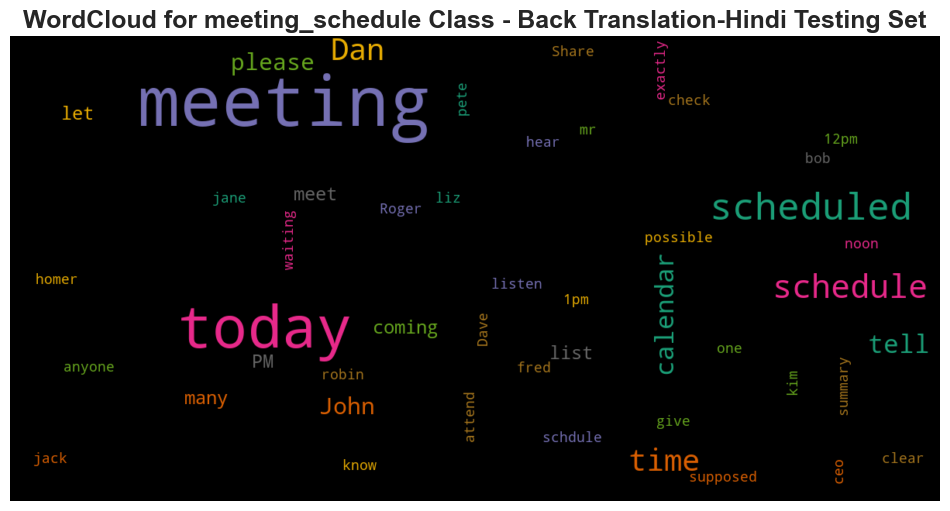 WordCloud for meeting_schedule Class - Back Translation-Hindi Testing Set
Dan
Share
exactly
please
meeting
pete
check
let
mr
12pm
hear
bob
jane
meet
liz
Roger
scheduled
waiting
possible
noon
homer
listen
calendar
schedule
1pm
today
coming
Dave
tell
PM
list
one
anyone
robin
fred
kim
summary
many
John
attend
give
schdule
jack
know
time
supposed
ceo
clear